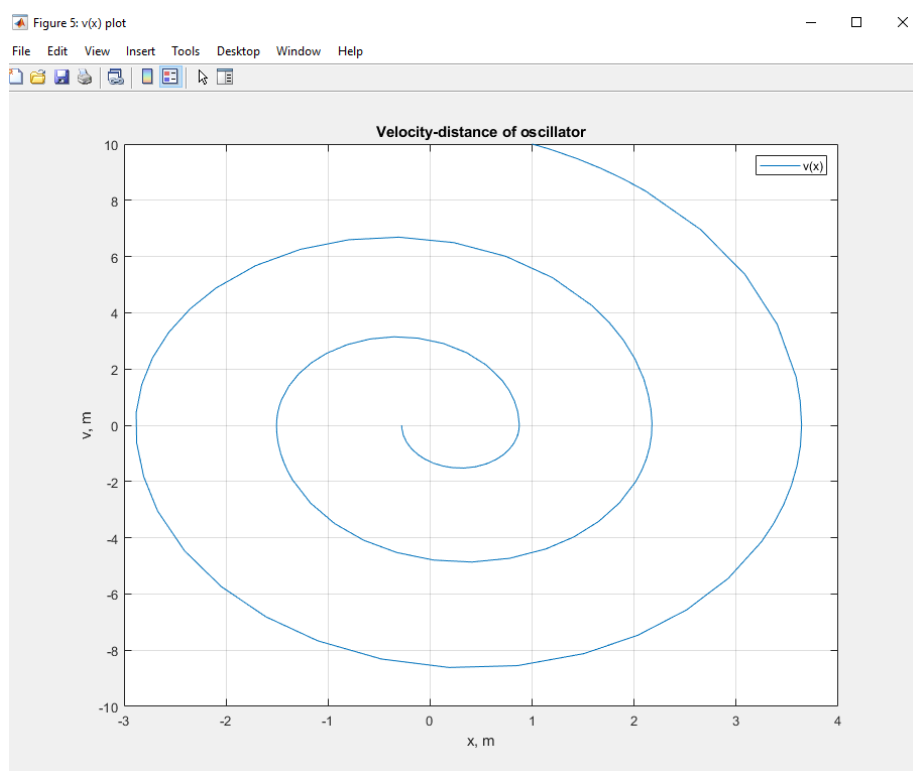 Figure 5: v(x) plot
File Edit View Insert Tools Desktop Window Help
Velocity-distance of oscillator
v(x)
10
8
6
4
2
0
-2
-4
-6
-8
-10
v, m
-3 -2 -1 0 1 2 3 4
x, m